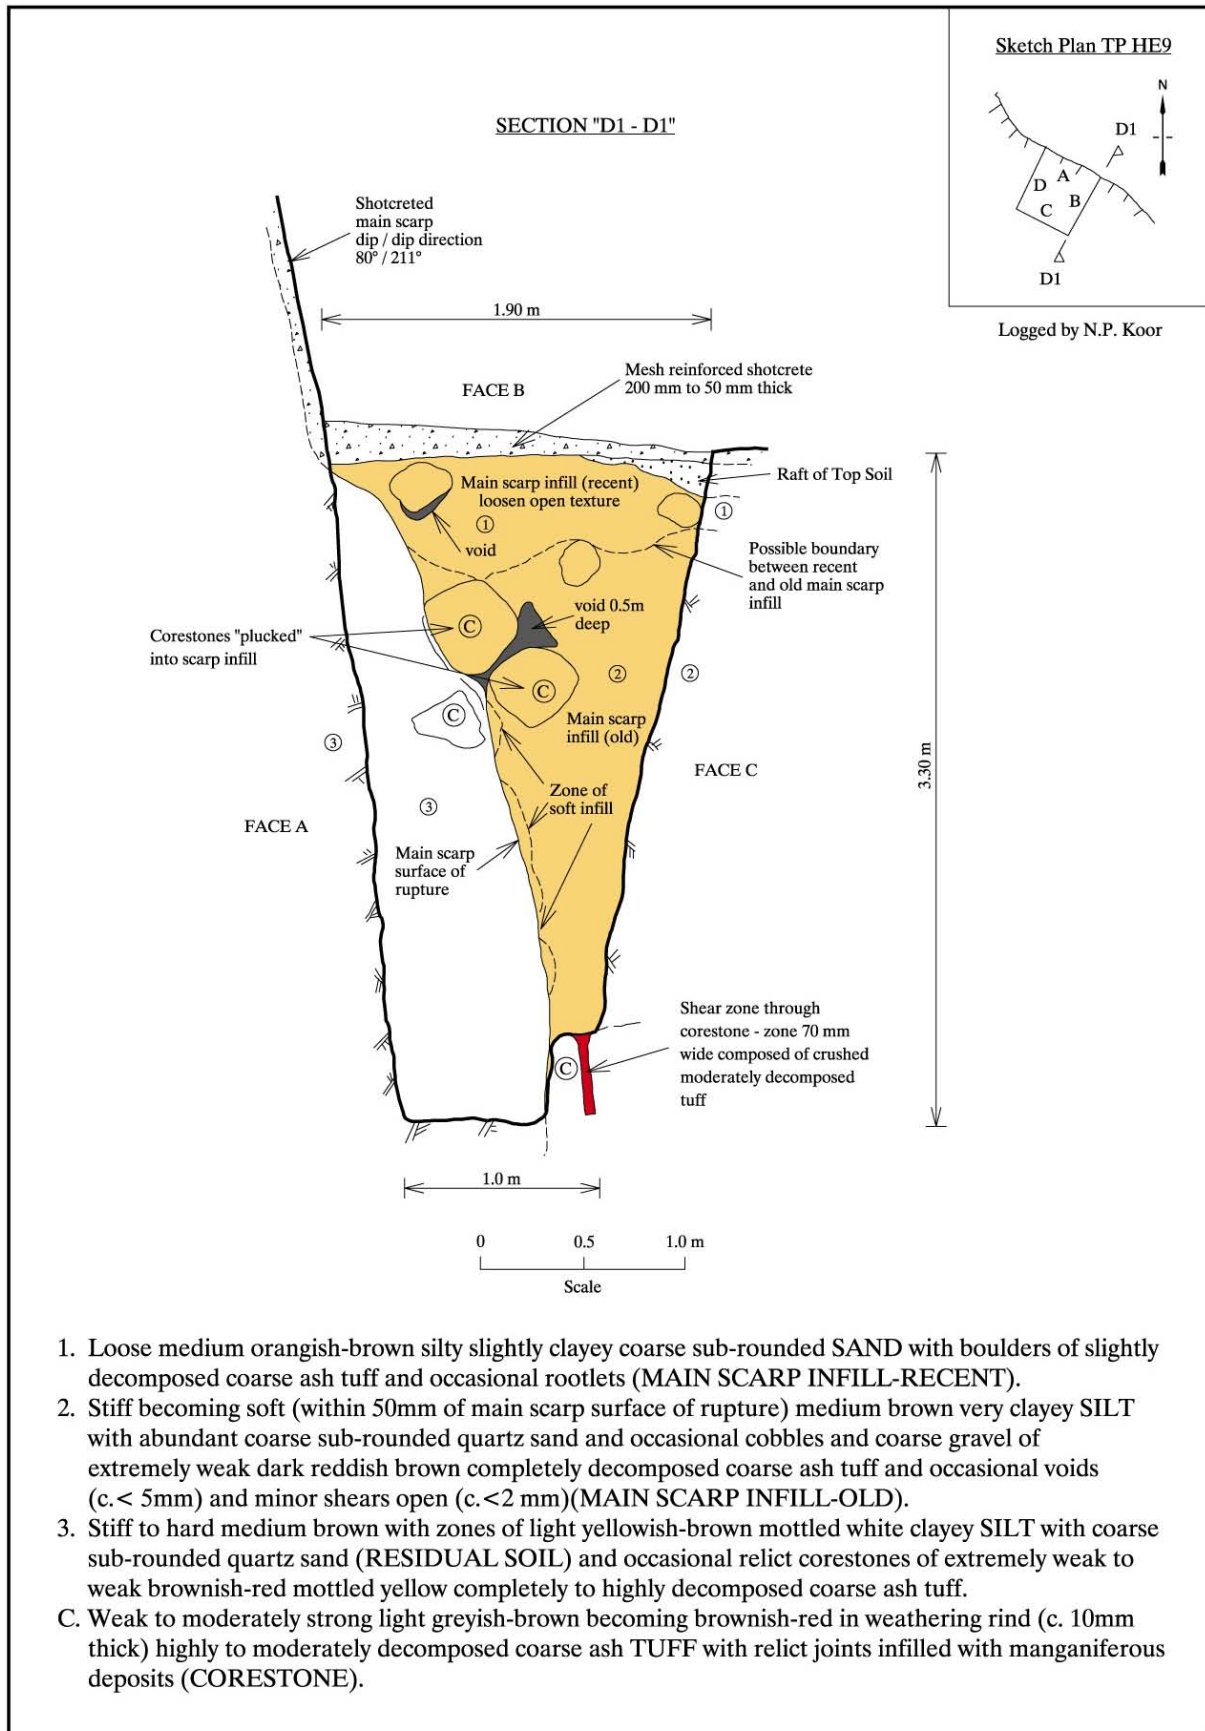 Sketch Plan TP HE9
N
D1
A
D
B
C
D1
Logged by N.P. Koor
SECTION "D1 - D1"
Shotcreted
main scarp
dip / dip direction
80° / 211°
1.90 m
FACE B
Mesh reinforced shotcrete
200 mm to 50 mm thick
Main scarp infill (recent)
loosen open texture
1
void
Raft of Top Soil
1
Possible boundary
between recent
and old main scarp
infill
void 0.5m
deep
C
Corestones "plucked"
into scarp infill
2
2
C
C
Main scarp
infill (old)
3
FACE C
3.30 m
Zone of
soft infill
3
FACE A
Main scarp
surface of
rupture
Shear zone through
corestone - zone 70 mm
wide composed of crushed
moderately decomposed
tuff
C
1.0 m
0 0.5 1.0 m
Scale
1. Loose medium orangish-brown silty slightly clayey coarse sub-rounded SAND with boulders of slightly
decomposed coarse ash tuff and occasional rootlets (MAIN SCARP INFILL-RECENT).
2. Stiff becoming soft (within 50mm of main scarp surface of rupture) medium brown very clayey SILT
with abundant coarse sub-rounded quartz sand and occasional cobbles and coarse gravel of
extremely weak dark reddish brown completely decomposed coarse ash tuff and occasional voids
(c.< 5mm) and minor shears open (c.<2 mm)(MAIN SCARP INFILL-OLD).
3. Stiff to hard medium brown with zones of light yellowish-brown mottled white clayey SILT with coarse
sub-rounded quartz sand (RESIDUAL SOIL) and occasional relict corestones of extremely weak to
weak brownish-red mottled yellow completely to highly decomposed coarse ash tuff.
C. Weak to moderately strong light greyish-brown becoming brownish-red in weathering rind (c. 10mm
thick) highly to moderately decomposed coarse ash TUFF with relict joints infilled with manganiferous
deposits (CORESTONE).